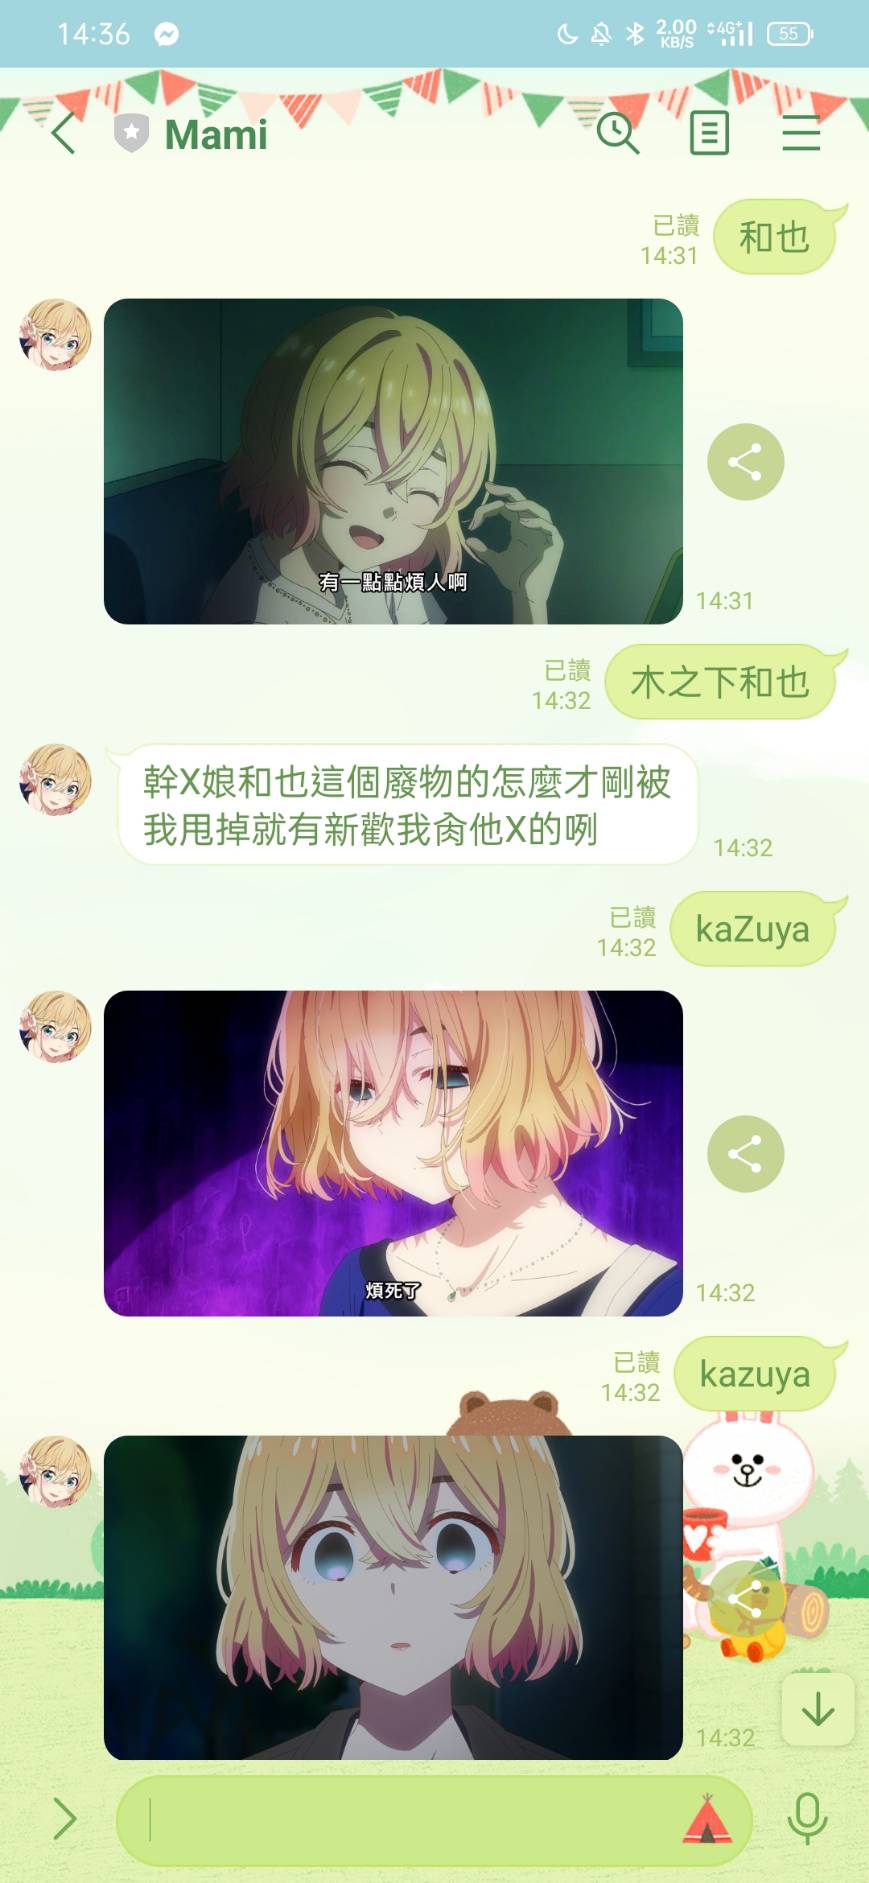 14:36
2.00
KB/S
4G+
55
Mami
已讀
14:31
和也
有一點點煩人啊
14:31
已讀
14:32
木之下和也
幹X娘和也這個廢物的怎麼才剛被
我甩掉就有新歡我肏他X的咧
14:32
已讀
14:32
kaZuya
煩死了
14:32
已讀
14:32
kazuya
14:32